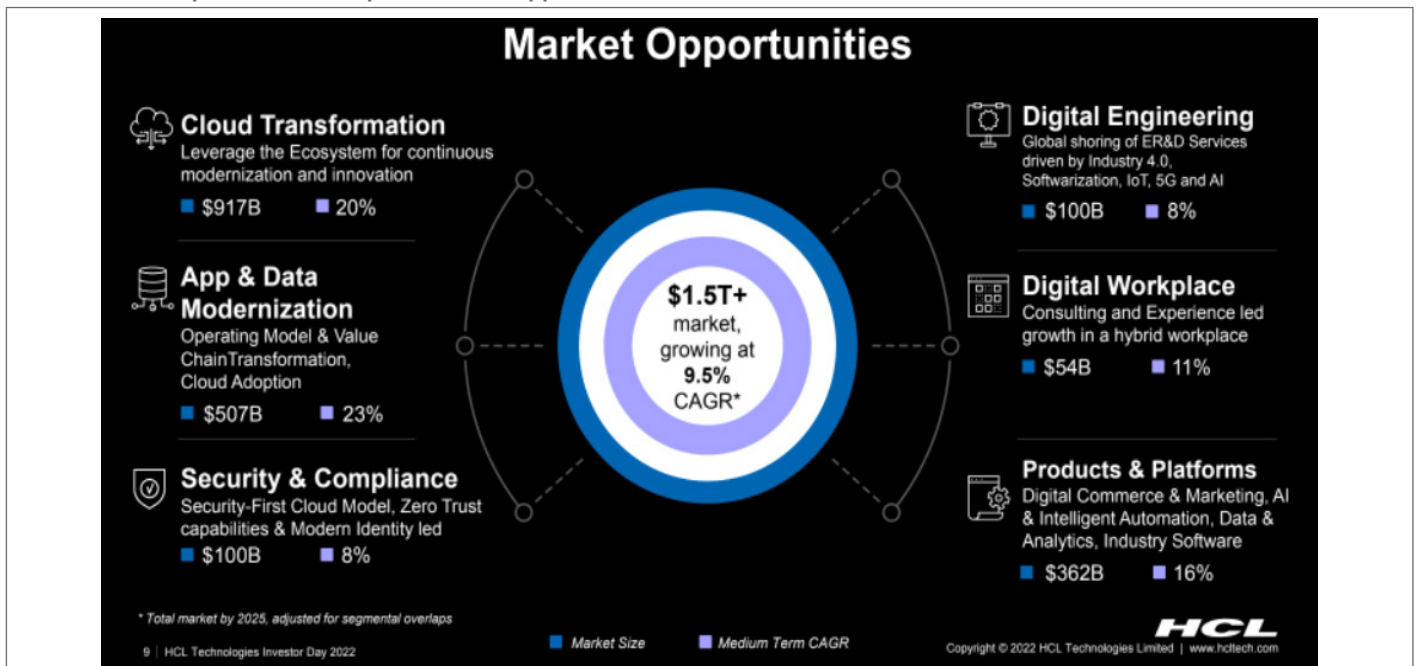 Market Opportunities
Cloud Transformation
Leverage the Ecosystem for continuous
modernization and innovation
$917B 20%
App & Data
Modernization
Operating Model & Value
ChainTransformation,
Cloud Adoption
$507B 23%
Security & Compliance
Security-First Cloud Model, Zero Trust
capabilities & Modern Identity led
$100B 8%
$1.5T+
market,
growing at
9.5%
CAGR*
Digital Engineering
Global shoring of ER&D Services
driven by Industry 4.0,
Softwarization, IoT, 5G and AI
$100B 8%
Digital Workplace
Consulting and Experience led
growth in a hybrid workplace
$54B 11%
Products & Platforms
Digital Commerce & Marketing, AI
& Intelligent Automation, Data &
Analytics, Industry Software
$362B 16%
* Total market by 2025, adjusted for segmental overlaps
Market Size Medium Term CAGR
HCL
9 | HCL Technologies Investor Day 2022
Copyright © 2022 HCL Technologies Limited | www.hcltech.com